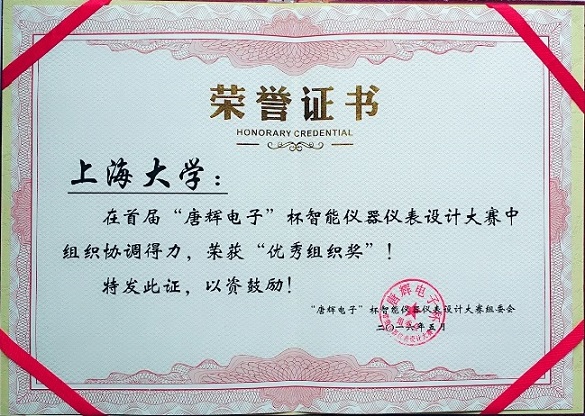 荣誉证书
HONORARY CREDENTIAL
上海大学：
在首届“唐辉电子”杯智能仪器仪表设计大赛中
组织协调得力，荣获“优秀组织奖”！
特发此证，以资鼓励！
“唐辉电子”杯智能仪器仪表设计大赛组委会
二〇一六年五月